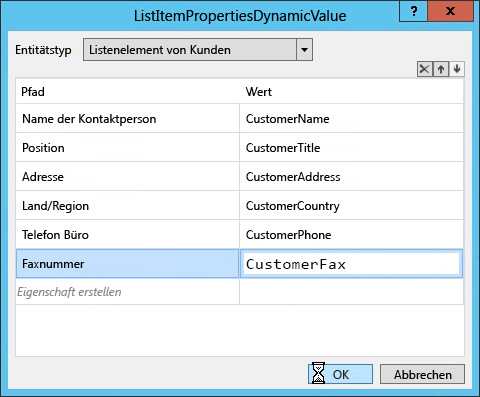 ListItemPropertiesDynamicValue
? X
Entitätstyp Listenelement von Kunden
Pfad Wert
Name der Kontaktperson CustomerName
Position CustomerTitle
Adresse CustomerAddress
Land/Region CustomerCountry
Telefon Büro CustomerPhone
Faxnummer CustomerFax
Eigenschaft erstellen
OK Abbrechen